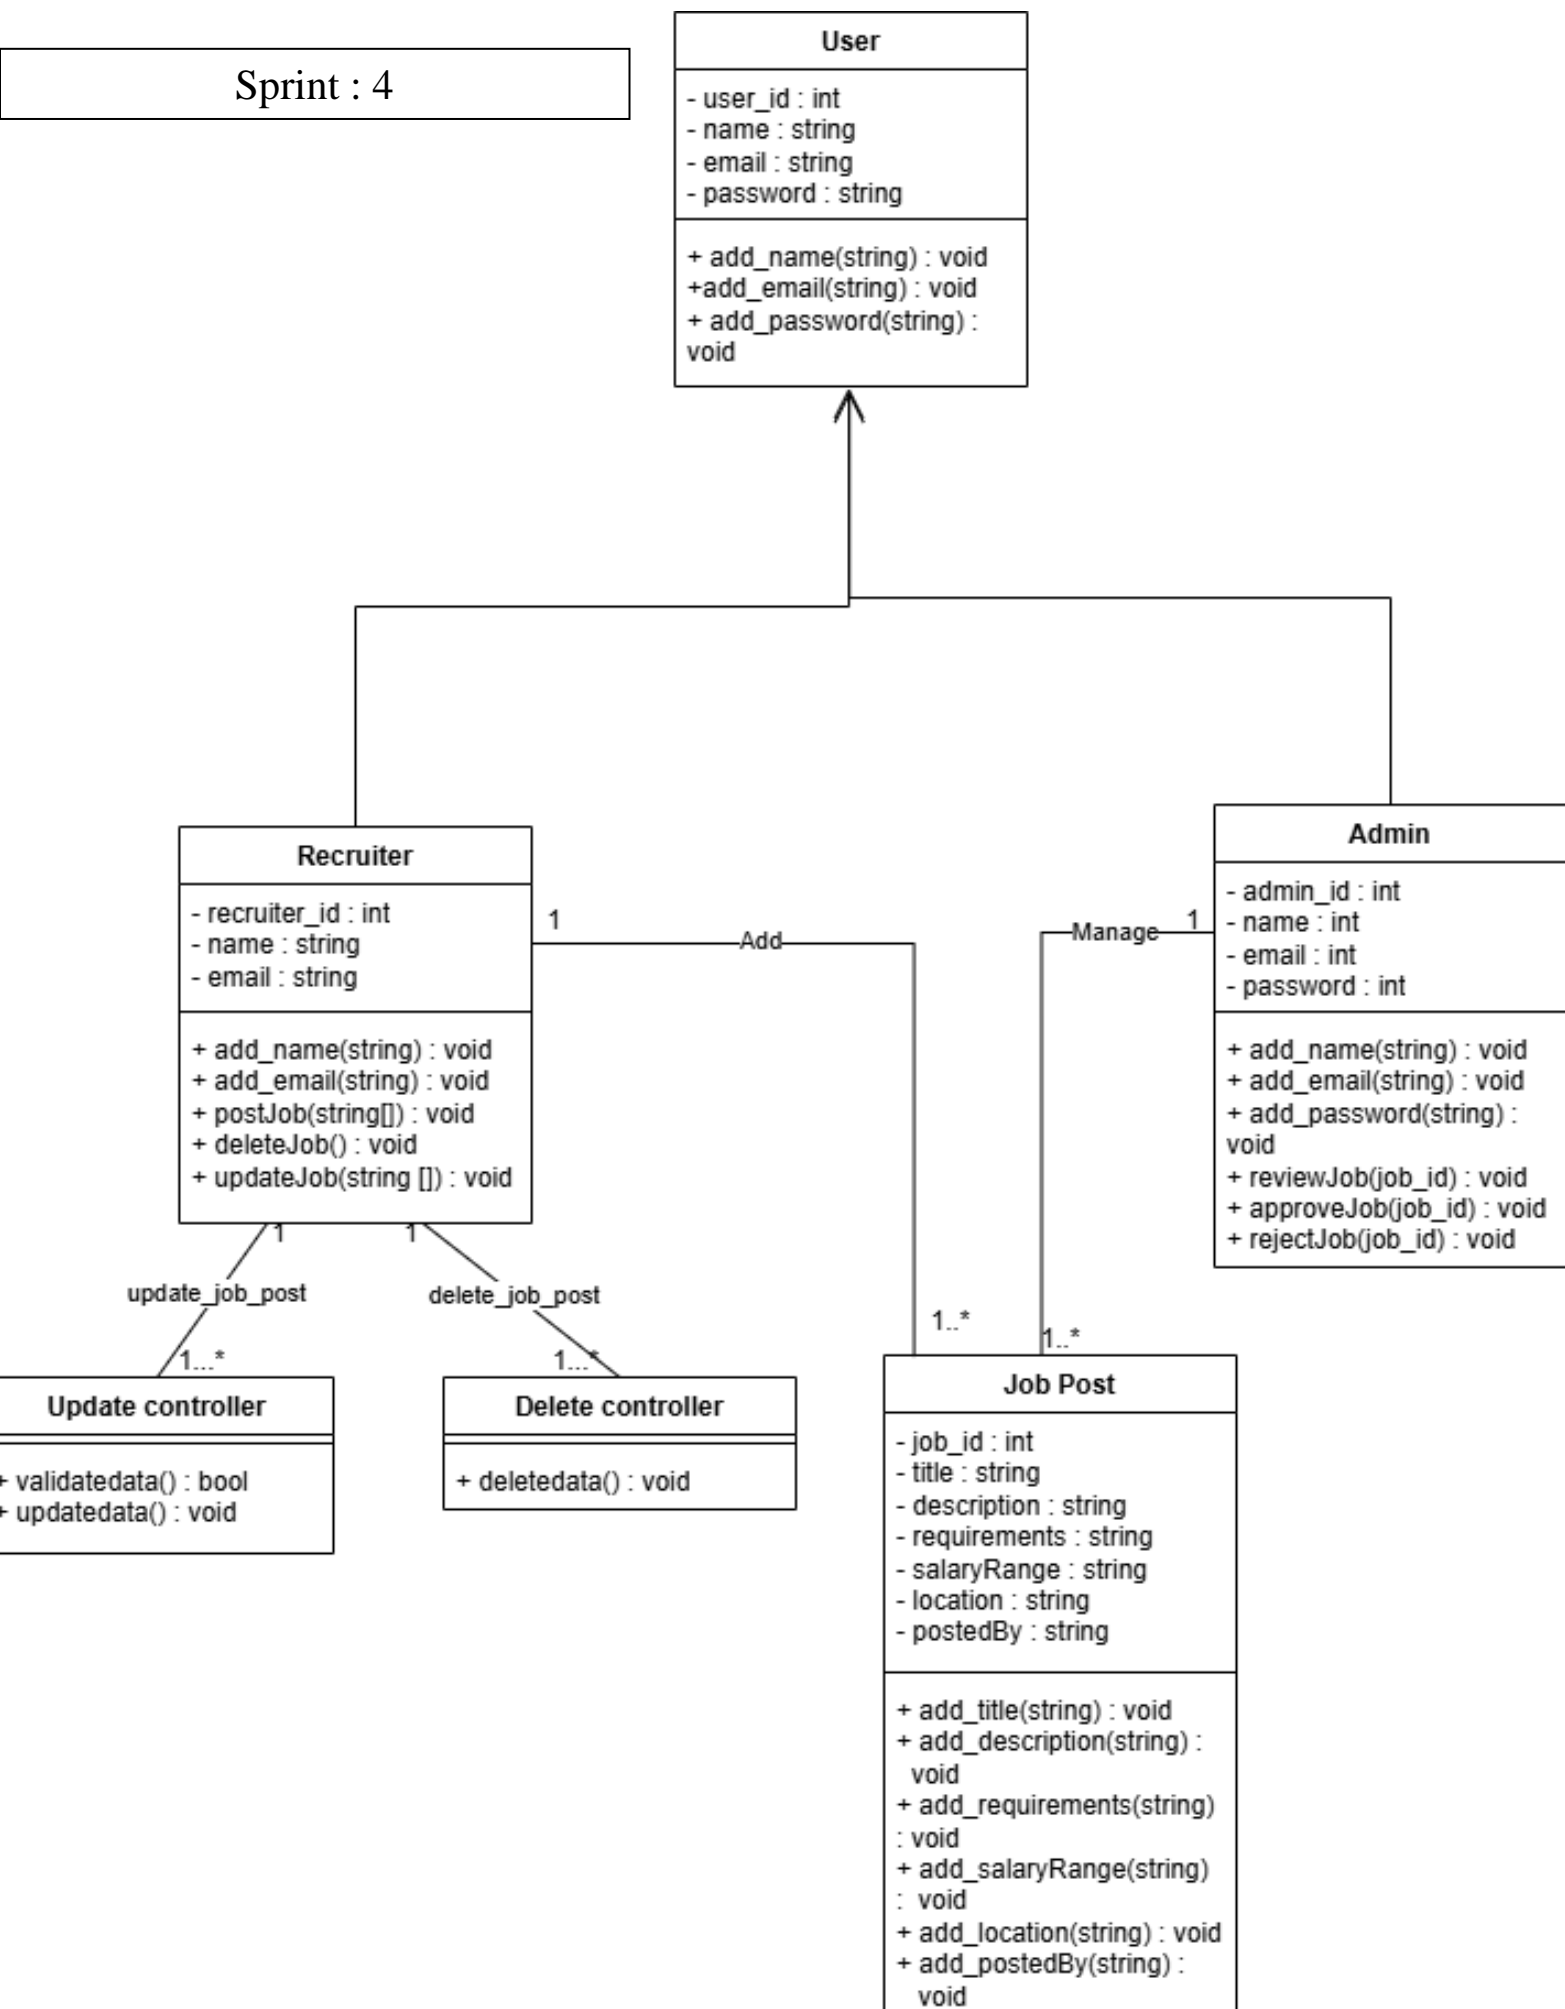 Sprint : 4
User
- user_id : int
- name : string
- email : string
- password : string
+ add_name(string) : void
+add_email(string) : void
+ add_password(string) :
void
Recruiter
- recruiter_id : int
- name : string
- email : string
+ add_name(string) : void
+ add_email(string) : void
+ postJob(string[]) : void
+ deleteJob() : void
+ updateJob(string []) : void
1
Add
1..*
Manage
1
1..*
Admin
- admin_id : int
- name : int
- email : int
- password : int
+ add_name(string) : void
+ add_email(string) : void
+ add_password(string) :
void
+ reviewJob(job_id) : void
+ approveJob(job_id) : void
+ rejectJob(job_id) : void
1
update_job_post
1...*
1
delete_job_post
1...*
Update controller
+ validatedata() : bool
+ updatedata() : void
Delete controller
+ deletedata() : void
Job Post
- job_id : int
- title : string
- description : string
- requirements : string
- salaryRange : string
- location : string
- postedBy : string
+ add_title(string) : void
+ add_description(string) :
void
+ add_requirements(string)
: void
+ add_salaryRange(string)
: void
+ add_location(string) : void
+ add_postedBy(string) :
void